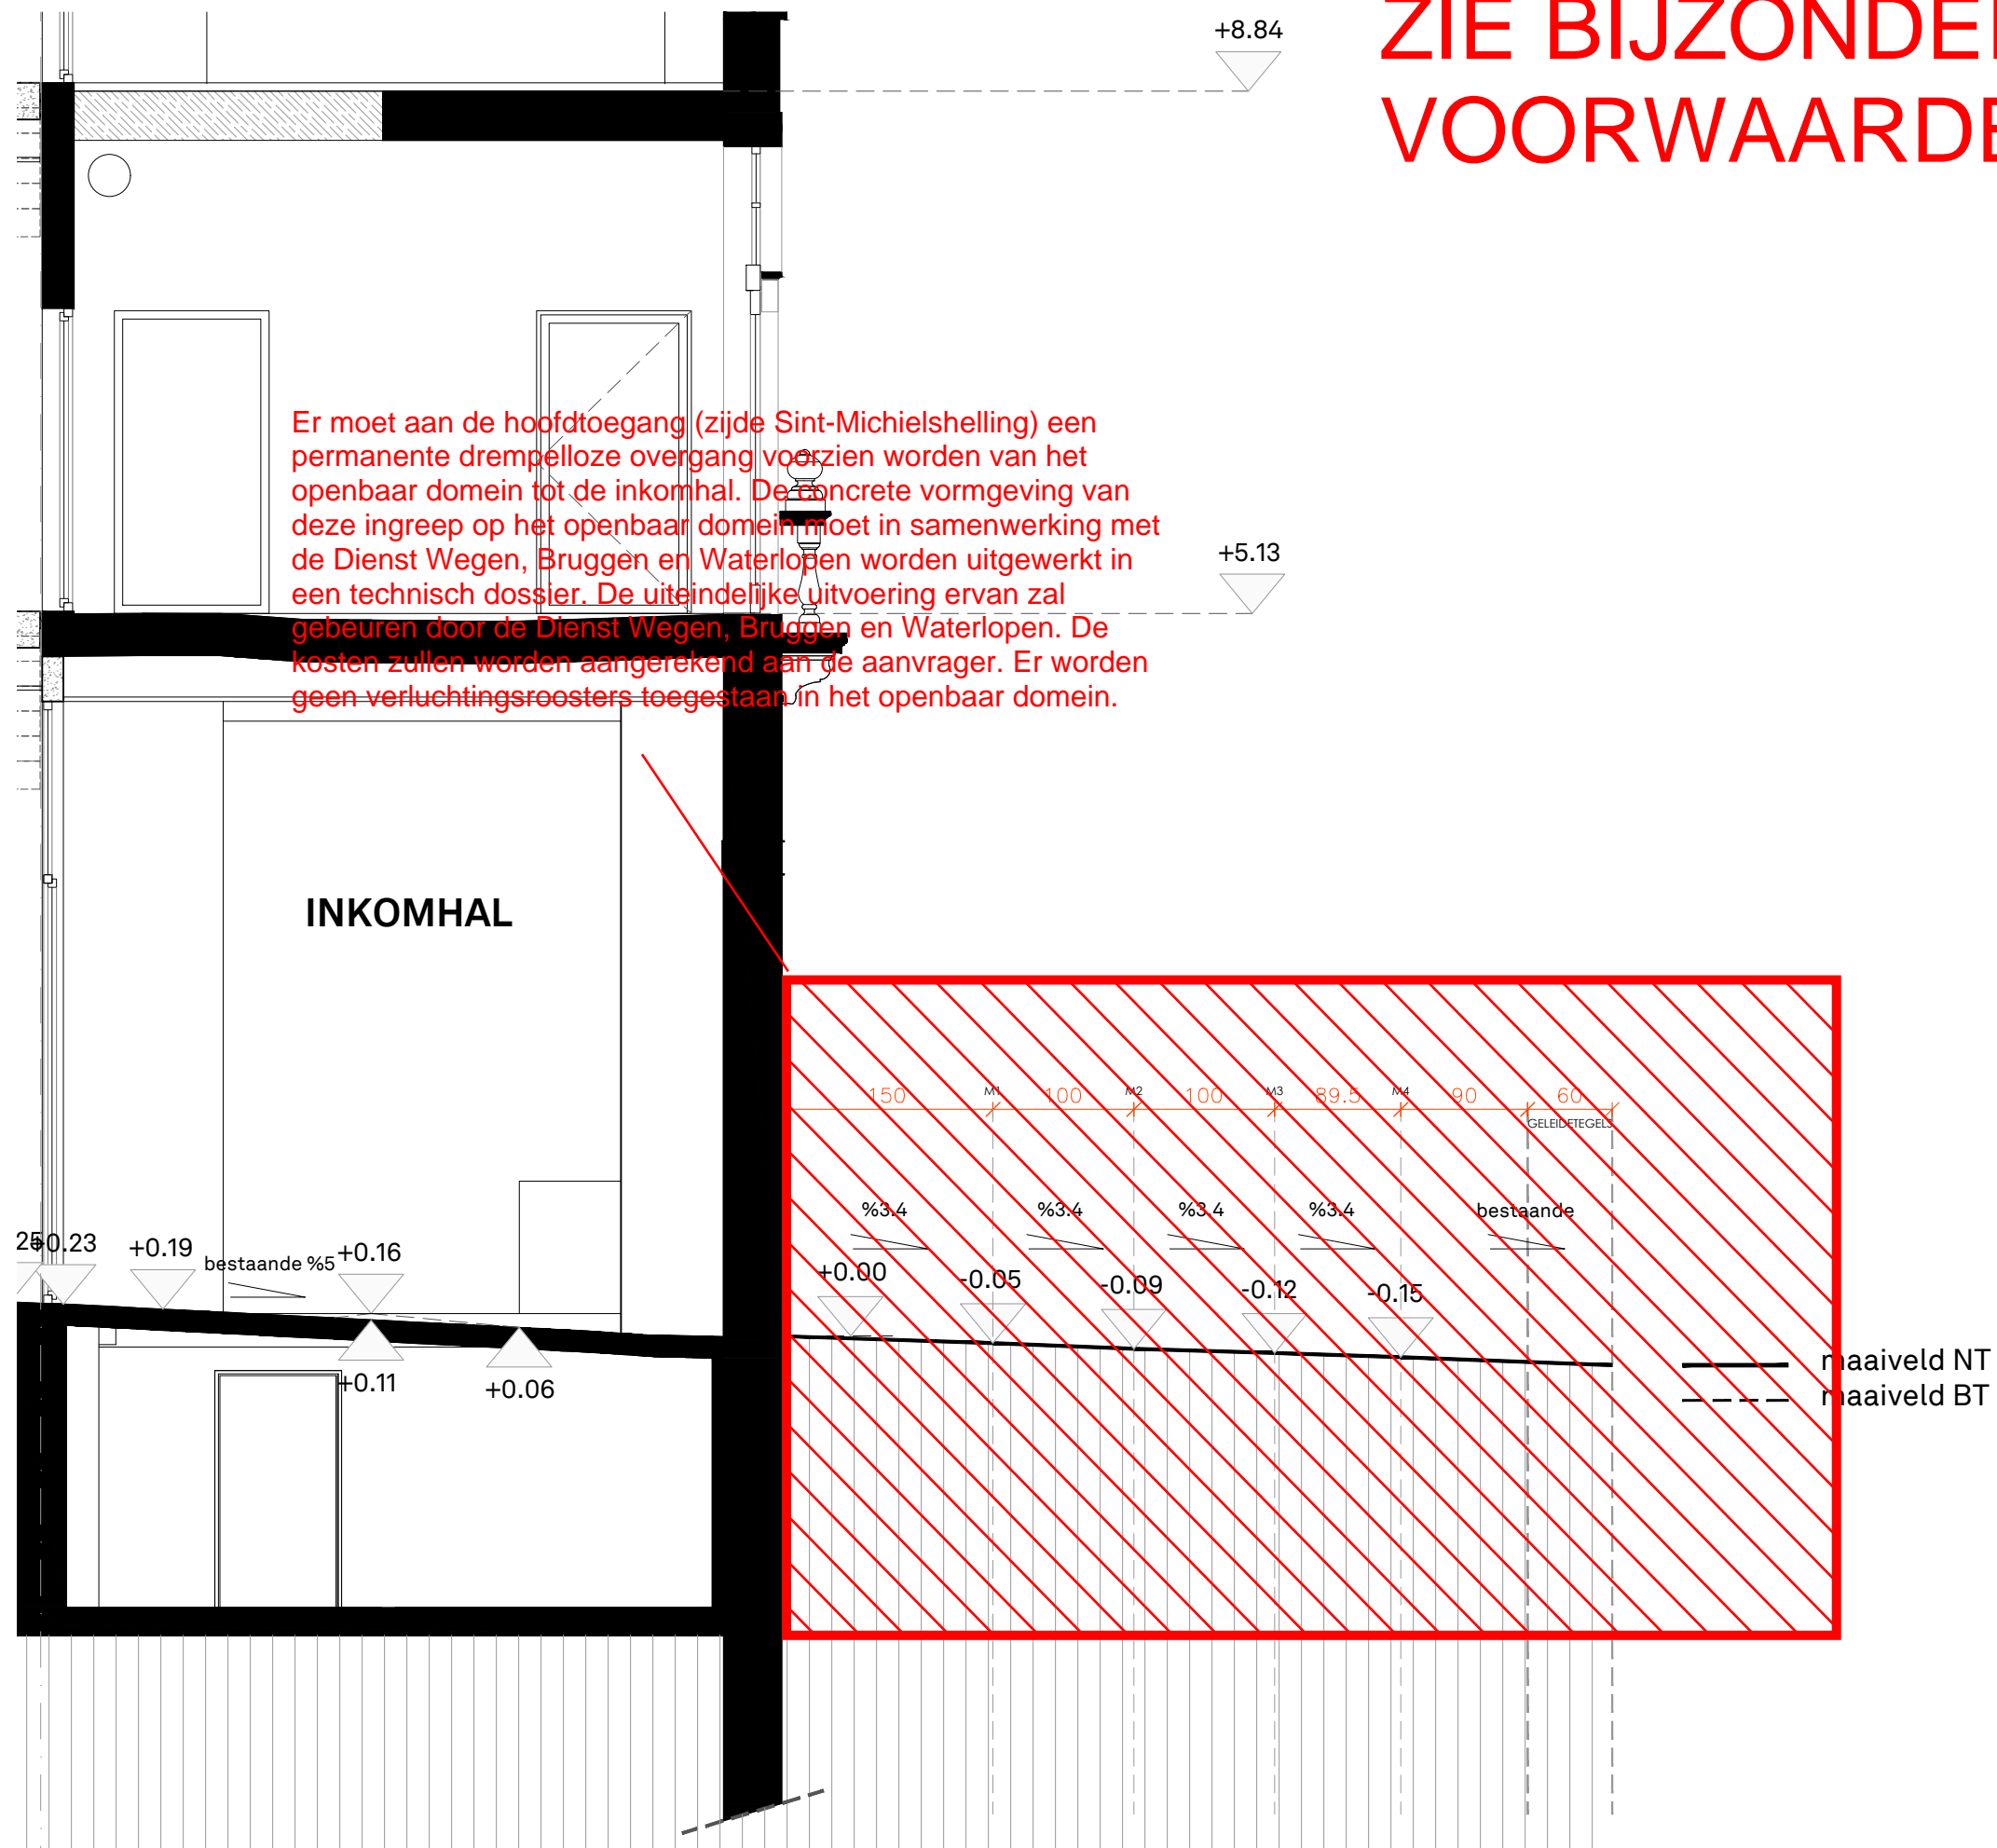 +8.84
ZIE BIJZONDE
VOORWAARDE
Er moet aan de hoofdtoegang (zijde Sint-Michielshelling) een
permanente drempelloze overgang voorzien worden van het
openbaar domein tot de inkomhal. De concrete vormgeving van
deze ingreep op het openbaar domein moet in samenwerking met
de Dienst Wegen, Bruggen en Waterlopen worden uitgewerkt in
een technisch dossier. De uiteindelijke uitvoering ervan zal
gebeuren door de Dienst Wegen, Bruggen en Waterlopen. De
kosten zullen worden aangerekend aan de aanvrager. Er worden
geen verluchtingsroosters toegestaan in het openbaar domein.
+5.13
INKOMHAL
150 M1 100 M2 100 M3 89.5 M4 90 60
GELEIDETEGELS
%3.4 %3.4 %3.4 %3.4 bestaande
25 +0.23 +0.19 bestaande %5 +0.16
+0.00 -0.05 -0.09 -0.12 -0.15
+0.11 +0.06
maaiveld NT
maaiveld BT